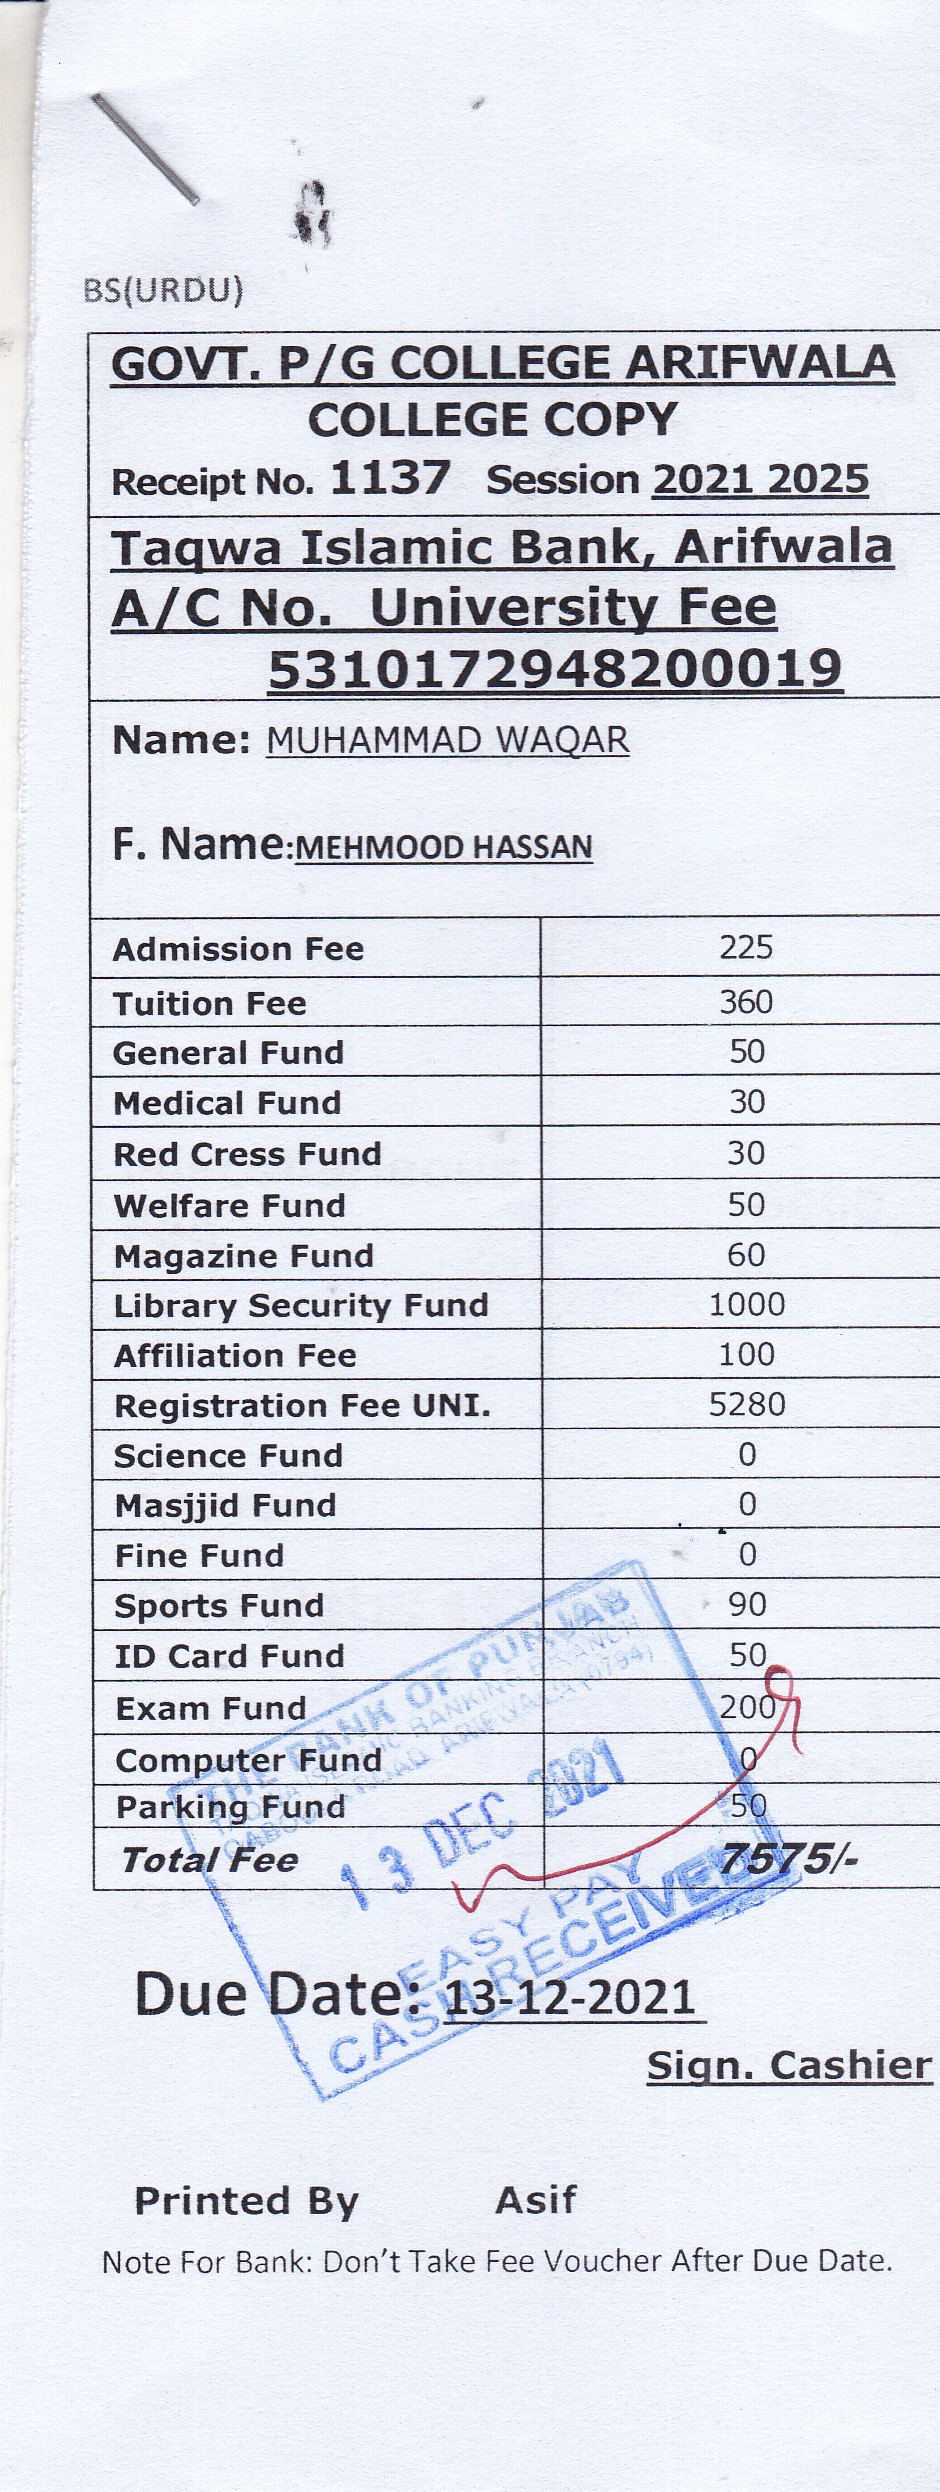 BS(URDU)
GOVT. P/G COLLEGE ARIFWALA
COLLEGE COPY
Receipt No. 1137 Session 2021 2025
Taqwa Islamic Bank, Arifwala
A/C No. University Fee
5310172948200019
Name: MUHAMMAD WAQAR
F. Name:MEHMOOD HASSAN
Admission Fee 225
Tuition Fee 360
General Fund 50
Medical Fund 30
Red Cress Fund 30
Welfare Fund 50
Magazine Fund 60
Library Security Fund 1000
Affiliation Fee 100
Registration Fee UNI. 5280
Science Fund 0
Masjjid Fund 0
Fine Fund 0
Sports Fund 90
ID Card Fund 50
Exam Fund 200
Computer Fund 0
Parking Fund 50
Total Fee 7575/-
THE BANK OF PUNJAB
BANKING BRANCH
ROAD ARIFWALA (0794)
13 DEC 2021
EASY PAY
CASH RECEIVED
Due Date: 13-12-2021
Sign. Cashier
Printed By Asif
Note For Bank: Don't Take Fee Voucher After Due Date.